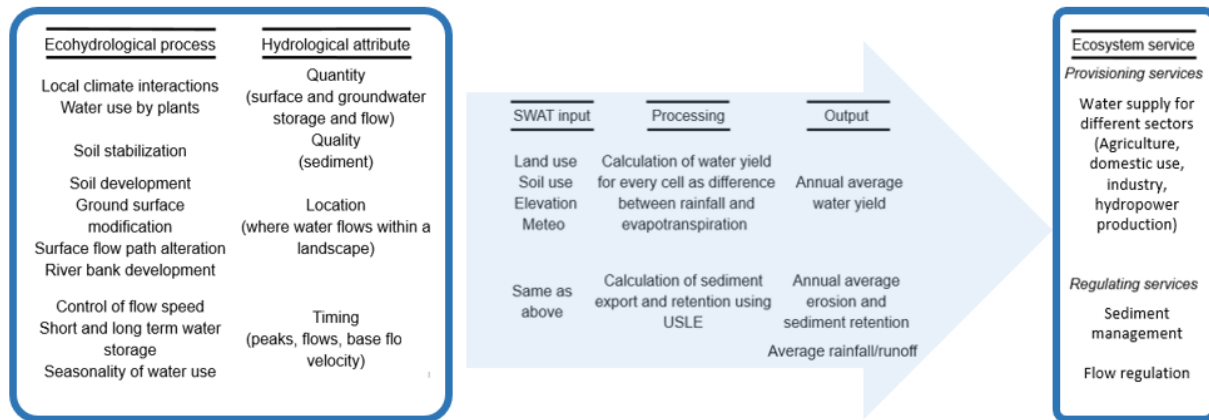 Ecohydrological process
Local climate interactions
Water use by plants
Soil stabilization
Soil development
Ground surface
modification
Surface flow path alteration
River bank development
Control of flow speed
Short and long term water
storage
Seasonality of water use
Hydrological attribute
Quantity
(surface and groundwater
storage and flow)
Quality
(sediment)
Location
(where water flows within a
landscape)
Timing
(peaks, flows, base flo
velocity)
SWAT input
Land use
Soil use
Elevation
Meteo
Same as
above
Processing
Calculation of water yield
for every cell as difference
between rainfall and
evapotranspiration
Calculation of sediment
export and retention using
USLE
Output
Annual average
water yield
Annual average
erosion and
sediment retention
Average rainfall/runoff
Ecosystem service
Provisioning services
Water supply for
different sectors
(Agriculture,
domestic use,
industry,
hydropower
production)
Regulating services
Sediment
management
Flow regulation